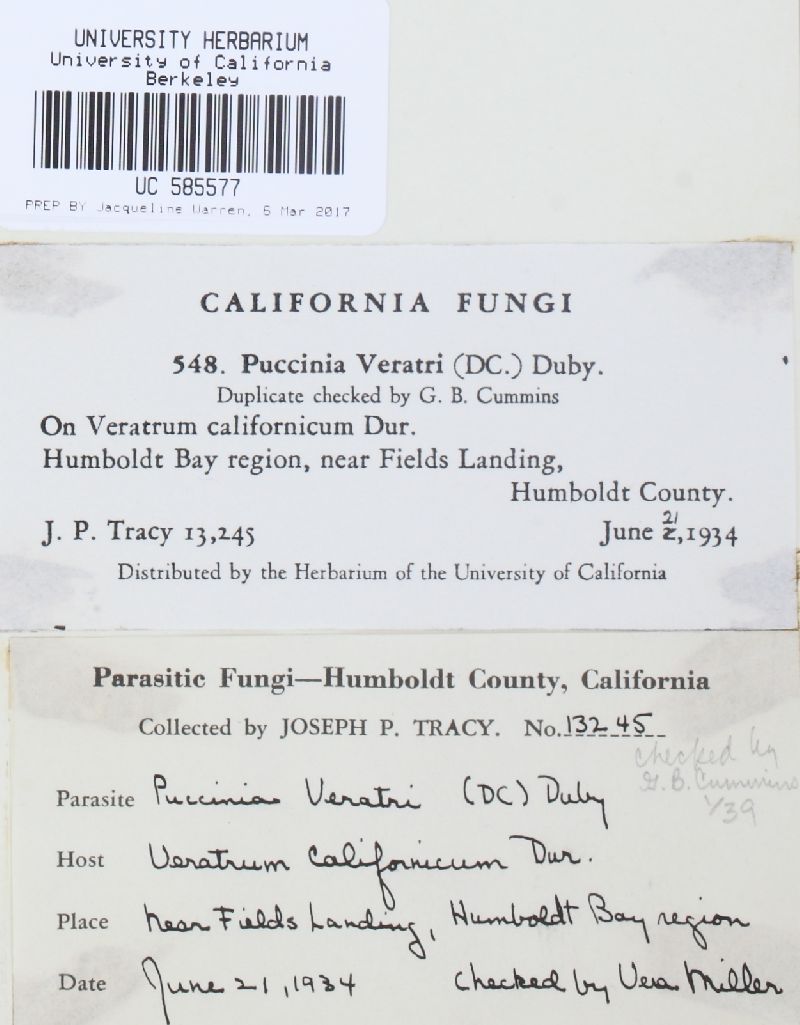 UNIVERSITY HERBARIUM
University of California
Berkeley
UC 585577
PREP BY Jacqueline Warren, 6 Mar 2017
CALIFORNIA FUNGI
548. Puccinia Veratri (DC.) Duby.
Duplicate checked by G. B. Cummins
On Veratrum californicum Dur.
Humboldt Bay region, near Fields Landing,
Humboldt County.
J. P. Tracy 13,245 June 21, 1934
Distributed by the Herbarium of the University of California
Parasitic Fungi—Humboldt County, California
Collected by JOSEPH P. TRACY. No. 13245
checked by
G. B. Cummins
1/39
Parasite Puccinia Veratri (DC) Duby
Host Veratrum californicum Dur.
Place near Fields Landing, Humboldt Bay region
Date June 21, 1934 checked by Vera Miller